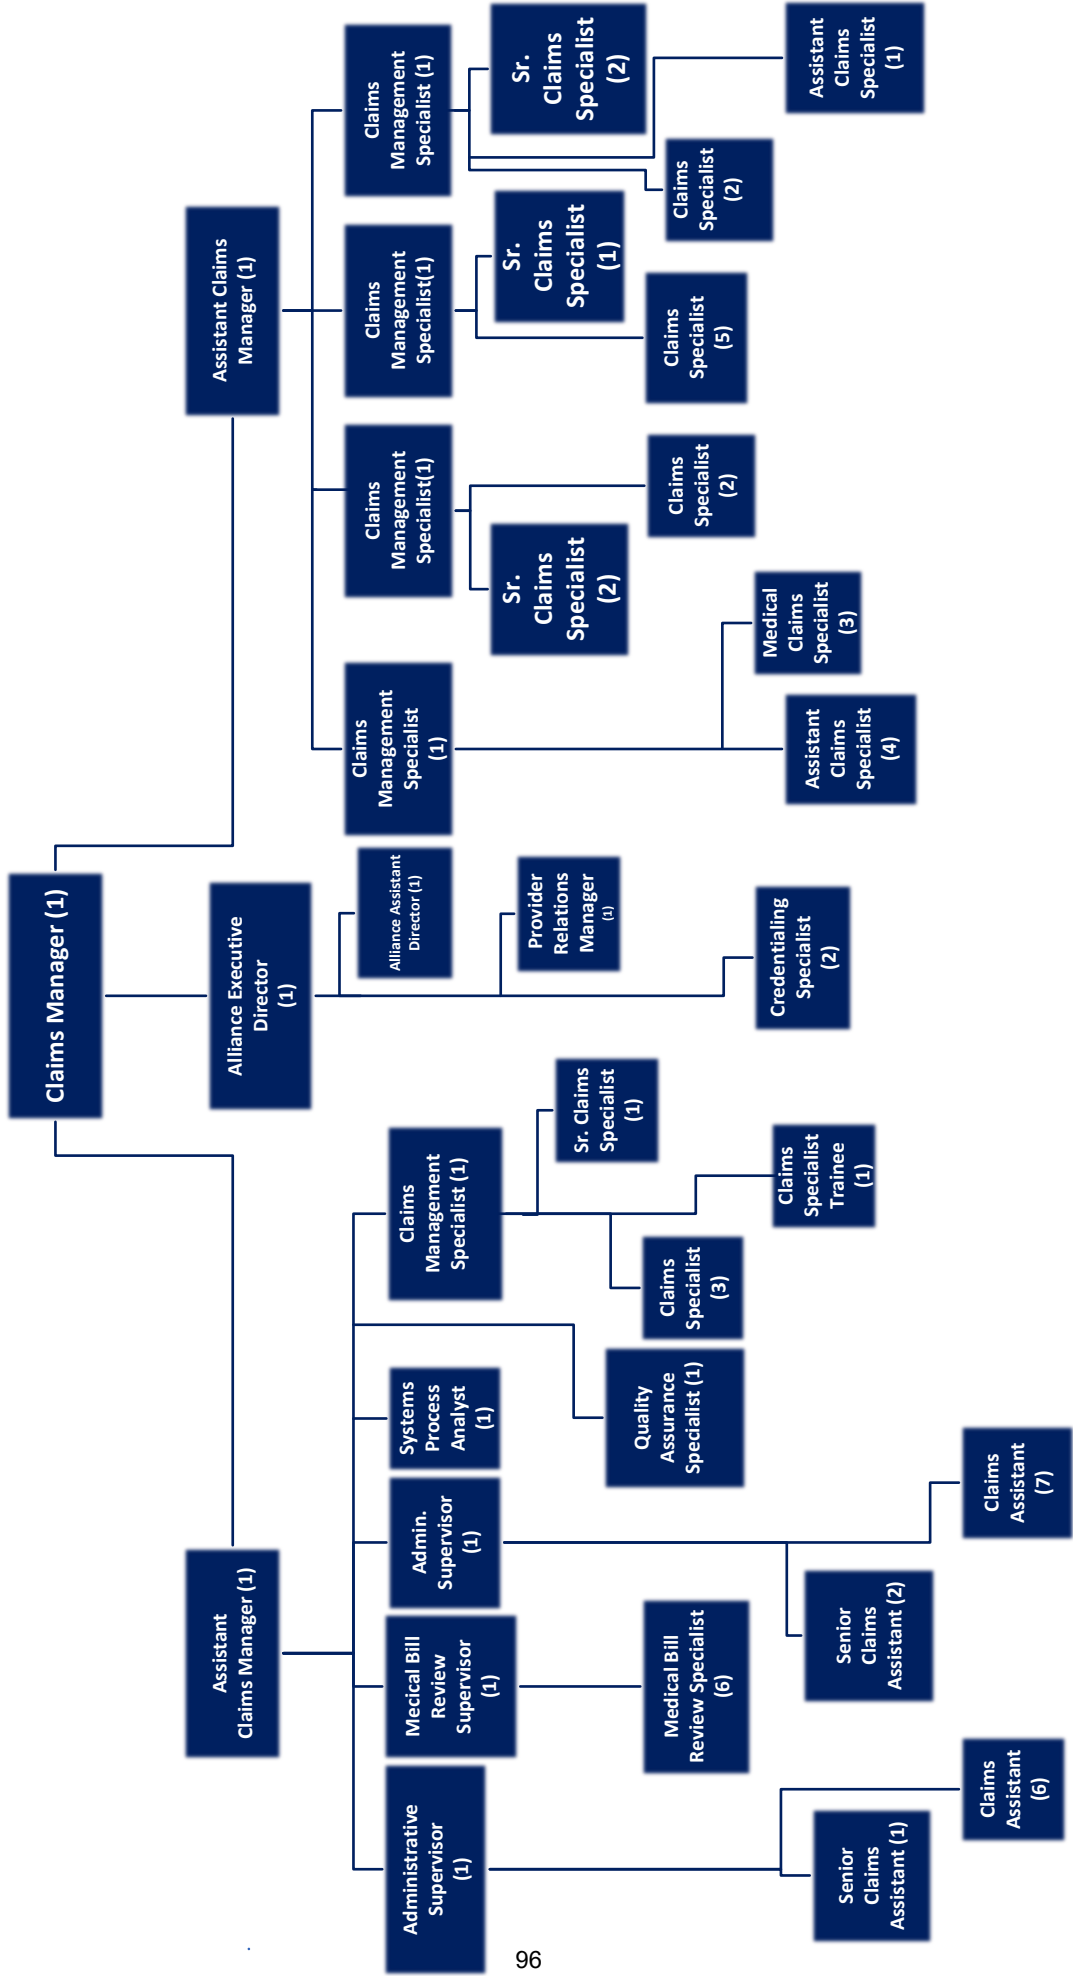 Claims Manager (1)
Assistant
Claims Manager (1)
Alliance Executive
Director
(1)
Assistant Claims
Manager (1)
Administrative
Supervisor
(1)
Mecical Bill
Review
Supervisor
(1)
Admin.
Supervisor
(1)
Systems
Process
Analyst
(1)
Claims
Management
Specialist (1)
Alliance Assistant
Director (1)
Claims
Management
Specialist
(1)
Claims
Management
Specialist(1)
Claims
Management
Specialist(1)
Claims
Management
Specialist (1)
Sr. Claims
Specialist
(1)
Provider
Relations
Manager
(1)
Sr.
Claims
Specialist
(2)
Sr.
Claims
Specialist
(1)
Sr.
Claims
Specialist
(2)
Medical Bill
Review Specialist
(6)
Quality
Assurance
Specialist (1)
Claims
Specialist
(3)
Claims
Specialist
(2)
Claims
Specialist
(5)
Claims
Specialist
(2)
Senior
Claims
Assistant (1)
Senior
Claims
Assistant (2)
Claims
Specialist
Trainee
(1)
Credentialing
Specialist
(2)
Assistant
Claims
Specialist
(4)
Medical
Claims
Specialist
(3)
Assistant
Claims
Specialist
(1)
Claims
Assistant
(6)
Claims
Assistant
(7)
96